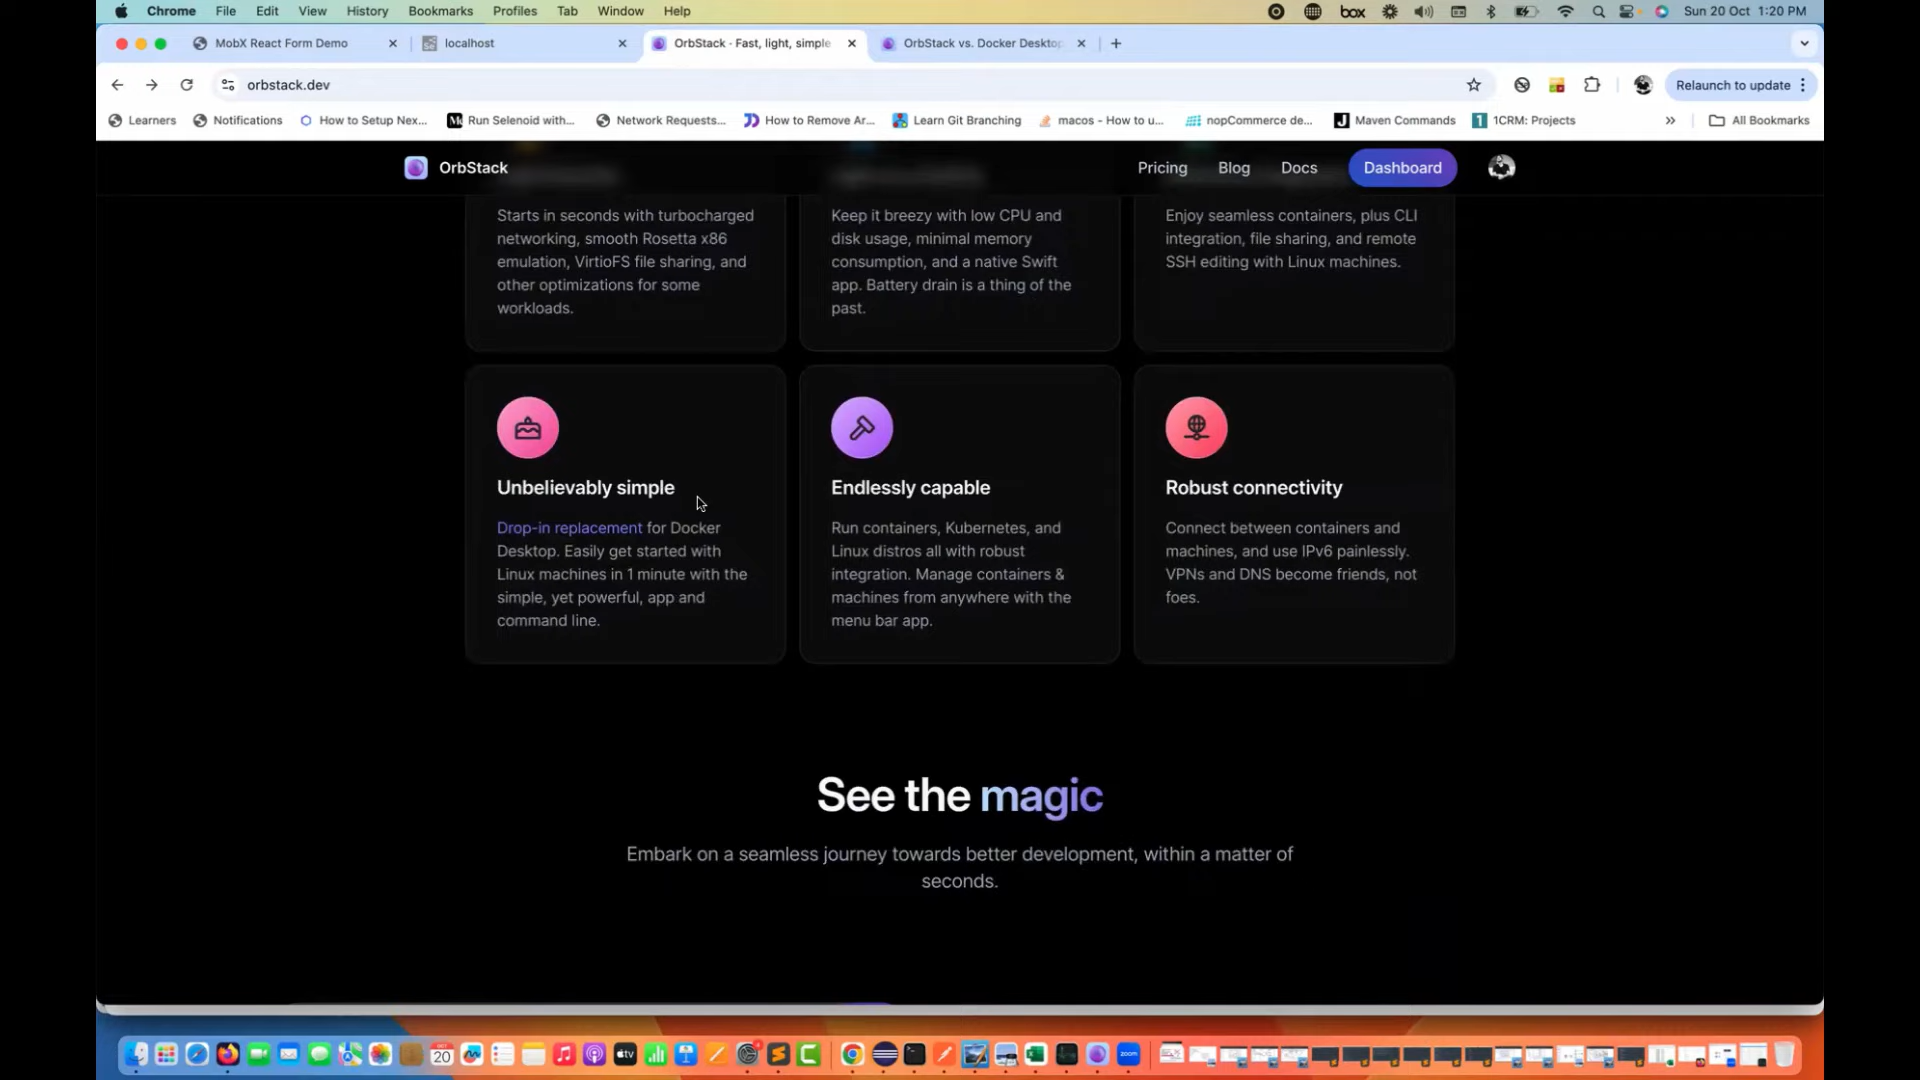 Chrome File Edit View History Bookmarks Profiles Tab Window Help
box
Sun 20 Oct 1:20 PM
MobX React Form Demo
localhost
OrbStack · Fast, light, simple
OrbStack vs. Docker Desktop
orbstack.dev
Relaunch to update
Learners
Notifications
How to Setup Nex...
Run Selenoid with...
Network Requests...
How to Remove Ar...
Learn Git Branching
macos - How to u...
nopCommerce de...
Maven Commands
1CRM: Projects
All Bookmarks
OrbStack
Pricing
Blog
Docs
Dashboard
Starts in seconds with turbocharged
networking, smooth Rosetta x86
emulation, VirtioFS file sharing, and
other optimizations for some
workloads.
Keep it breezy with low CPU and
disk usage, minimal memory
consumption, and a native Swift
app. Battery drain is a thing of the
past.
Enjoy seamless containers, plus CLI
integration, file sharing, and remote
SSH editing with Linux machines.
Unbelievably simple
Drop-in replacement for Docker
Desktop. Easily get started with
Linux machines in 1 minute with the
simple, yet powerful, app and
command line.
Endlessly capable
Run containers, Kubernetes, and
Linux distros all with robust
integration. Manage containers &
machines from anywhere with the
menu bar app.
Robust connectivity
Connect between containers and
machines, and use IPv6 painlessly.
VPNs and DNS become friends, not
foes.
See the magic
Embark on a seamless journey towards better development, within a matter of
seconds.
OCT
20
tv
zoom